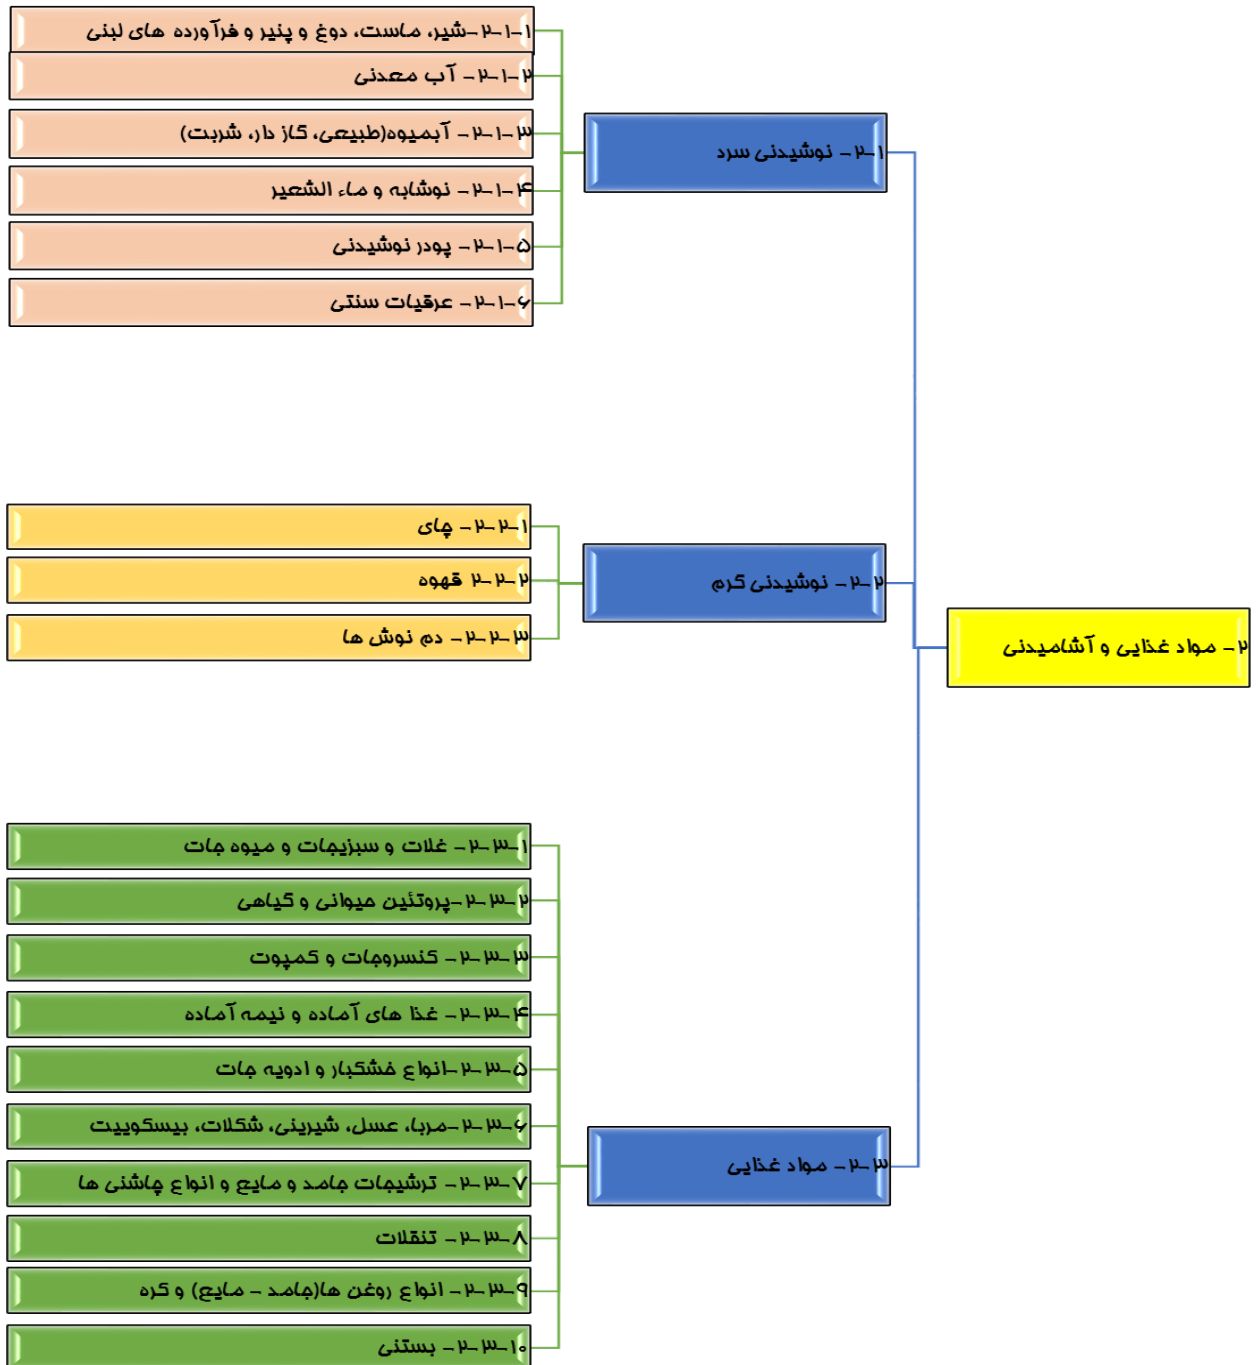 ۲- مواد غذایی و آشامیدنی
۲-۱- نوشیدنی سرد
۲-۱-۱-شیر، ماست، دوغ و پنیر و فرآورده های لبنی
۲-۱-۲- آب معدنی
۲-۱-۳- آبمیوه(طبیعی، گاز دار، شربت)
۲-۱-۴- نوشابه و ماء الشعیر
۲-۱-۵- پودر نوشیدنی
۲-۱-۶- عرقیات سنتی
۲-۲- نوشیدنی گرم
۲-۲-۱- چای
۲-۲-۲ قهوه
۲-۲-۳- دم نوش ها
۲-۳- مواد غذایی
۲-۳-۱- غلات و سبزیجات و میوه جات
۲-۳-۲-پروتئین حیوانی و گیاهی
۲-۳-۳- کنسروجات و کمپوت
۲-۳-۴- غذا های آماده و نیمه آماده
۲-۳-۵-انواع خشکبار و ادویه جات
۲-۳-۶-مربا، عسل، شیرینی، شکلات، بیسکوییت
۲-۳-۷- ترشیجات جامد و مایع و انواع چاشنی ها
۲-۳-۸- تنقلات
۲-۳-۹- انواع روغن ها(جامد - مایع) و کره
۲-۳-۱۰- بستنی